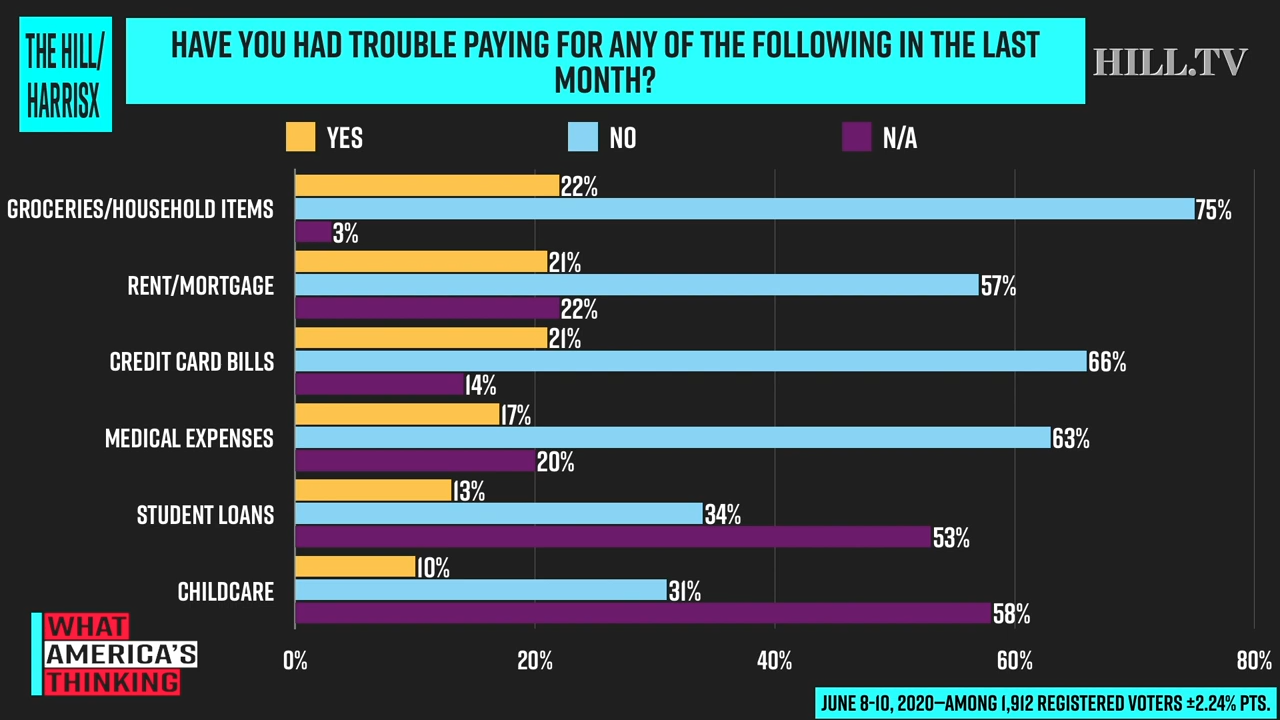 THE HILL/
HARRISX
HAVE YOU HAD TROUBLE PAYING FOR ANY OF THE FOLLOWING IN THE LAST
MONTH?
HILL.TV
YES NO N/A
GROCERIES/HOUSEHOLD ITEMS
22%
75%
3%
RENT/MORTGAGE
21%
57%
22%
CREDIT CARD BILLS
21%
66%
14%
MEDICAL EXPENSES
17%
63%
20%
STUDENT LOANS
13%
34%
53%
CHILDCARE
10%
31%
58%
0% 20% 40% 60% 80%
WHAT
AMERICA'S
THINKING
JUNE 8-10, 2020—AMONG 1,912 REGISTERED VOTERS ±2.24% PTS.